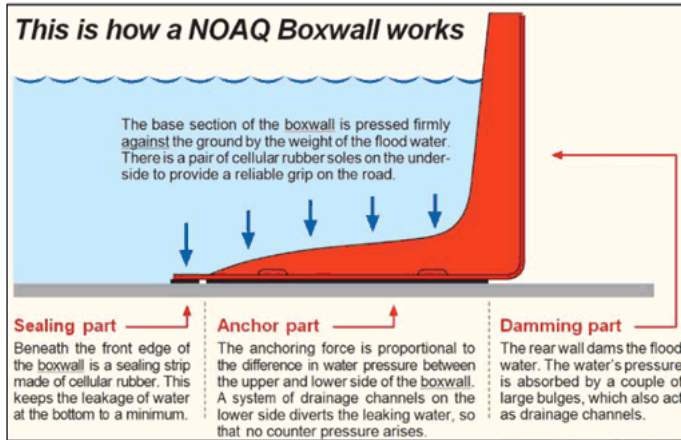 This is how a NOAQ Boxwall works
The base section of the boxwall is pressed firmly
against the ground by the weight of the flood water.
There is a pair of cellular rubber soles on the under-
side to provide a reliable grip on the road.
Sealing part
Beneath the front edge of
the boxwall is a sealing strip
made of cellular rubber. This
keeps the leakage of water
at the bottom to a minimum.
Anchor part
The anchoring force is proportional to
the difference in water pressure between
the upper and lower side of the boxwall.
A system of drainage channels on the
lower side diverts the leaking water, so
that no counter pressure arises.
Damming part
The rear wall dams the flood
water. The water's pressure
is absorbed by a couple of
large bulges, which also act
as drainage channels.